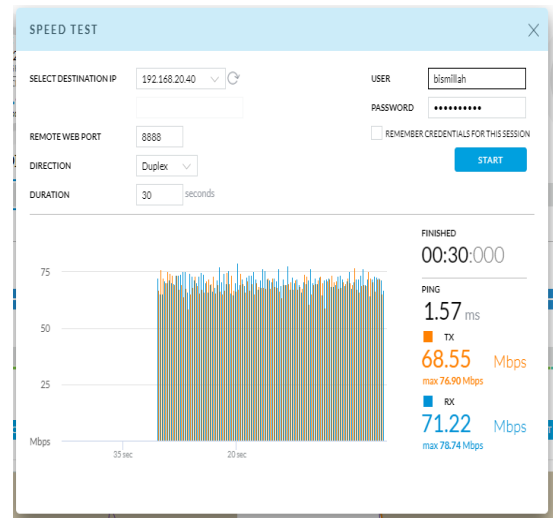 SPEED TEST
SELECT DESTINATION IP
192.168.20.40
USER
bismillah
PASSWORD
••••••••••
REMEMBER CREDENTIALS FOR THIS SESSION
REMOTE WEB PORT
8888
DIRECTION
Duplex
START
DURATION
30
seconds
FINISHED
00:30:000
PING
1.57 ms
TX
68.55 Mbps
max 76.90 Mbps
RX
71.22 Mbps
max 78.74 Mbps
75
50
25
Mbps
35 sec
20 sec